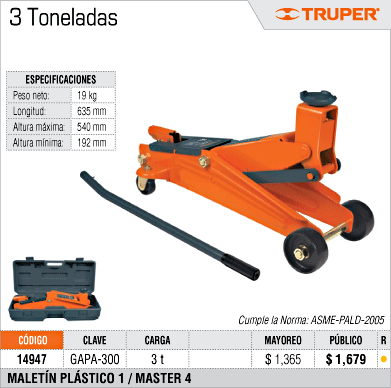 3 Toneladas
TRUPER®
ESPECIFICACIONES
Peso neto: 19 kg
Longitud: 635 mm
Altura máxima: 540 mm
Altura mínima: 192 mm
Cumple la Norma: ASME-PALD-2005
CÓDIGO CLAVE CARGA MAYOREO PÚBLICO R
14947 GAPA-300 3 t $ 1,365 $ 1,679
MALETÍN PLÁSTICO 1 / MASTER 4